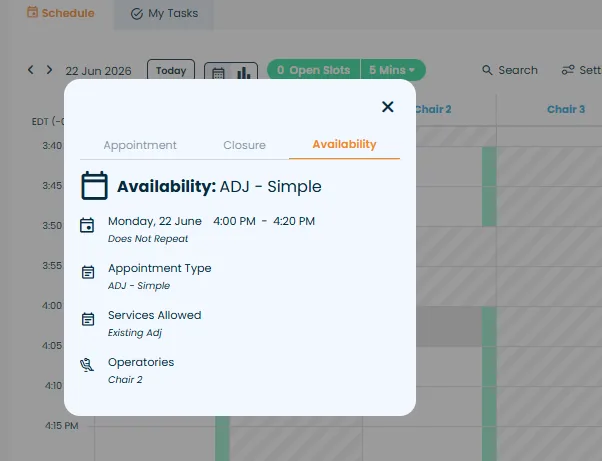 Schedule
My Tasks
22 Jun 2026
Today
0 Open Slots
5 Mins
Search
Chair 3
3:40
3:45
3:50
3:55
4:00
4:05
4:10
4:15 PM
Appointment
Closure
Availability
Availability: ADJ - Simple
Monday, 22 June 4:00 PM - 4:20 PM
Does Not Repeat
Appointment Type
ADJ - Simple
Services Allowed
Existing Adj
Operatories
Chair 2